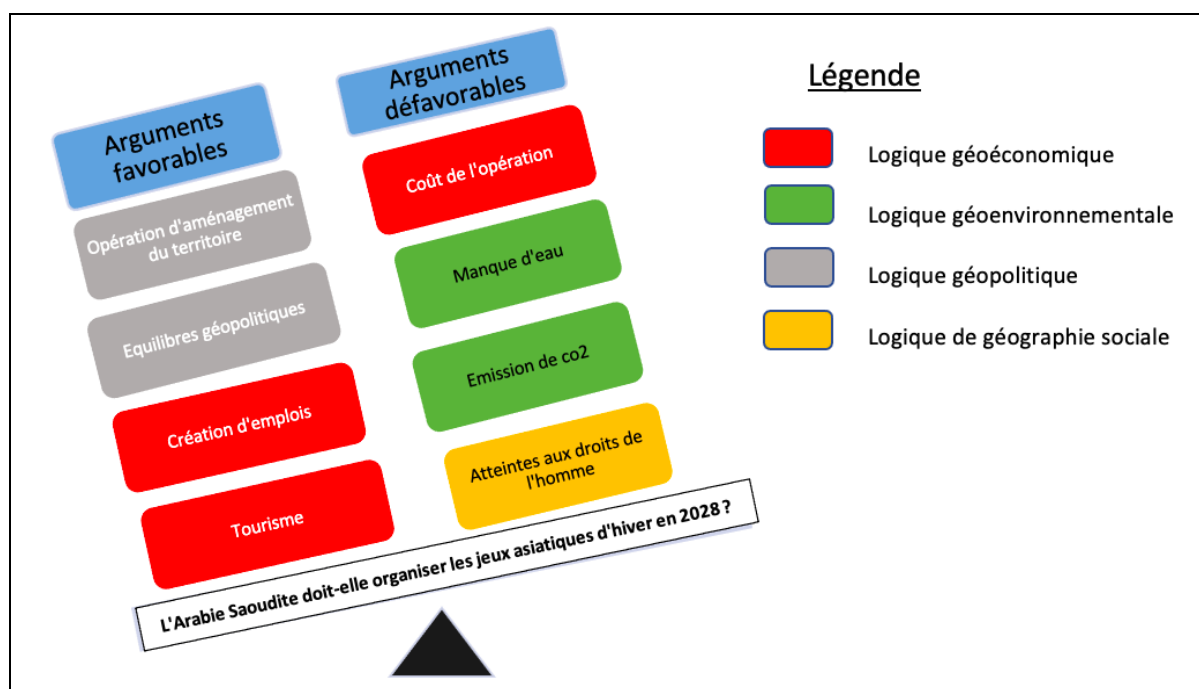 Arguments
favorables
Opération d'aménagement
du territoire
Equilibres géopolitiques
Création d'emplois
Tourisme
Arguments
défavorables
Coût de l'opération
Manque d'eau
Emission de co2
Atteintes aux droits de
l'homme
L'Arabie Saoudite doit-elle organiser les jeux asiatiques d'hiver en 2028 ?
Légende
Logique géoéconomique
Logique géoenvironnementale
Logique géopolitique
Logique de géographie sociale